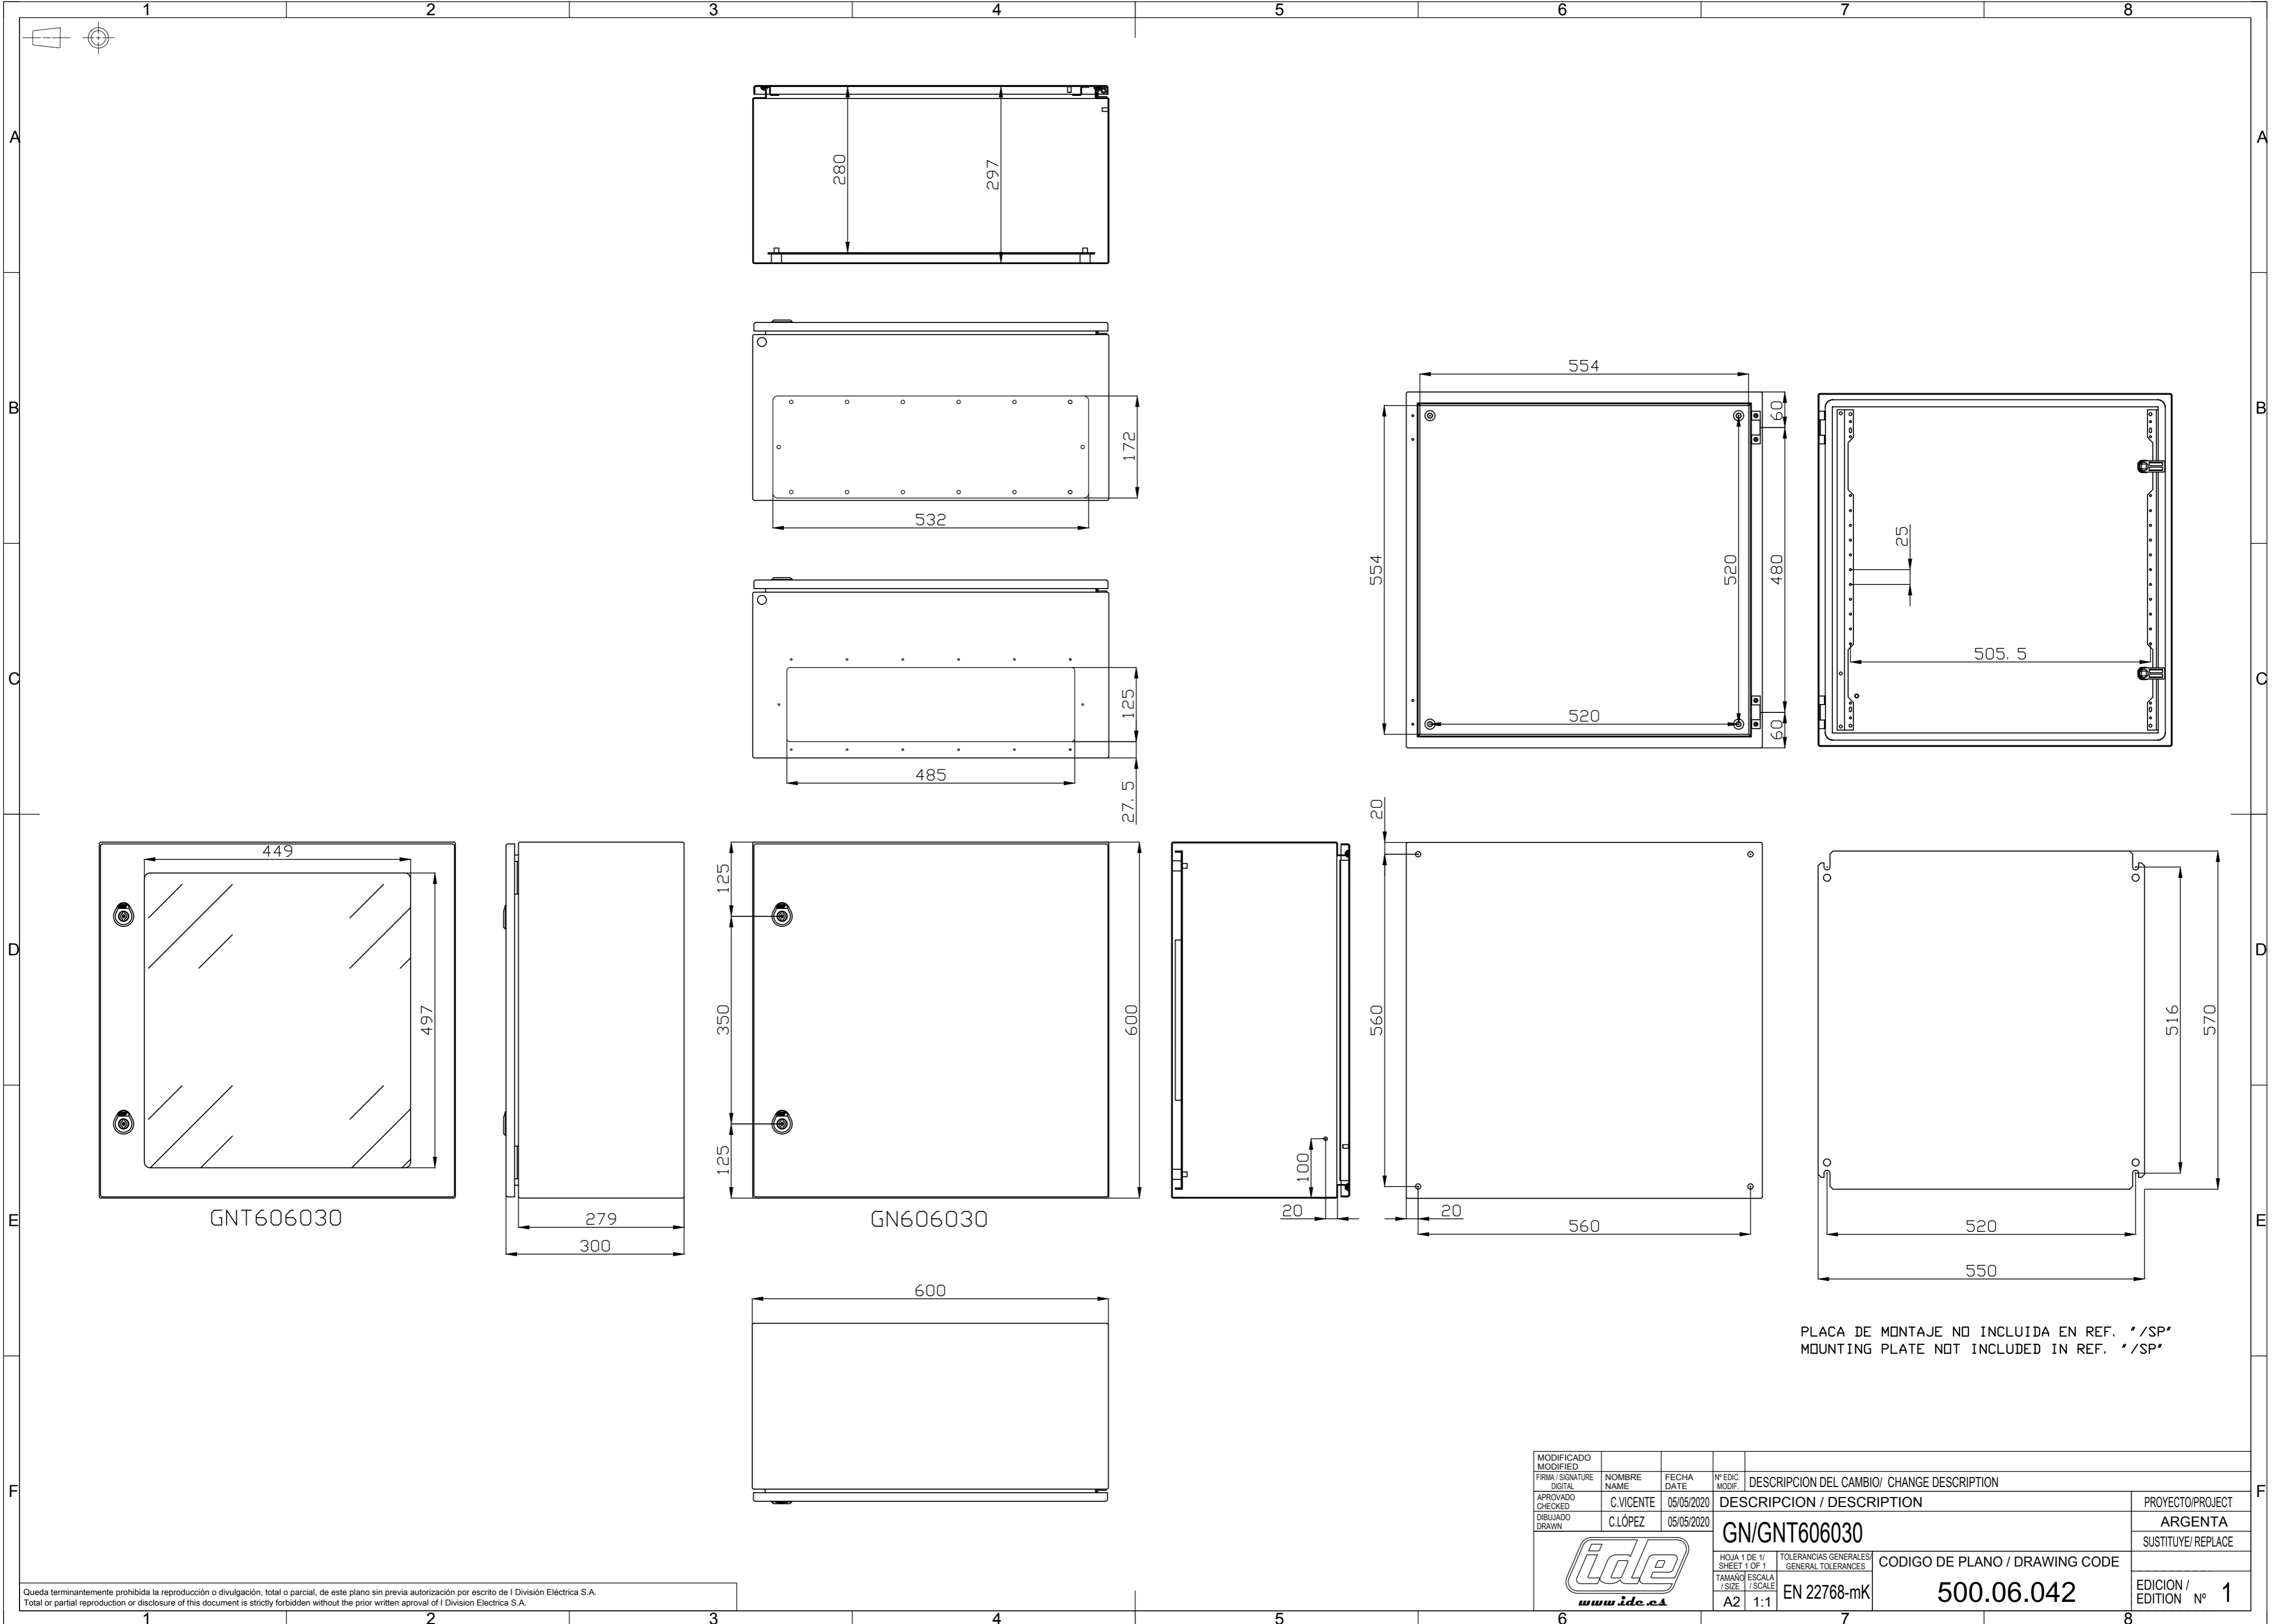 1 2 3 4 5 6 7 8
A A
280
297
B B
172
532
554
60
554
520
480
520
60
25
505.5
C C
125
485
27.5
D D
449
497
GNT606030
279
300
125
350
125
600
GN606030
100
20
20
560
20
560
516
570
520
550
E E
600
PLACA DE MONTAJE NO INCLUIDA EN REF. "/SP"
MOUNTING PLATE NOT INCLUDED IN REF. "/SP"
F F
MODIFICADO
MODIFIED
FIRMA / SIGNATURE
DIGITAL
NOMBRE
NAME
FECHA
DATE
Nº EDIC.
MODIF.
DESCRIPCION DEL CAMBIO/ CHANGE DESCRIPTION
APROVADO
CHECKED
C.VICENTE
05/05/2020
DESCRIPCION / DESCRIPTION
PROYECTO/PROJECT
DIBUJADO
DRAWN
C.LÓPEZ
05/05/2020
GN/GNT606030
ARGENTA
SUSTITUYE/ REPLACE
ide
www.ide.es
HOJA 1 DE 1/
SHEET 1 OF 1
TOLERANCIAS GENERALES/
GENERAL TOLERANCES
CODIGO DE PLANO / DRAWING CODE
TAMAÑO
/ SIZE
ESCALA
/ SCALE
A2
1:1
EN 22768-mK
500.06.042
EDICION /
EDITION Nº 1
Queda terminantemente prohibida la reproducción o divulgación, total o parcial, de este plano sin previa autorización por escrito de I División Eléctrica S.A.
Total or partial reproduction or disclosure of this document is strictly forbidden without the prior written aproval of I Division Electrica S.A.
1 2 3 4 5 6 7 8